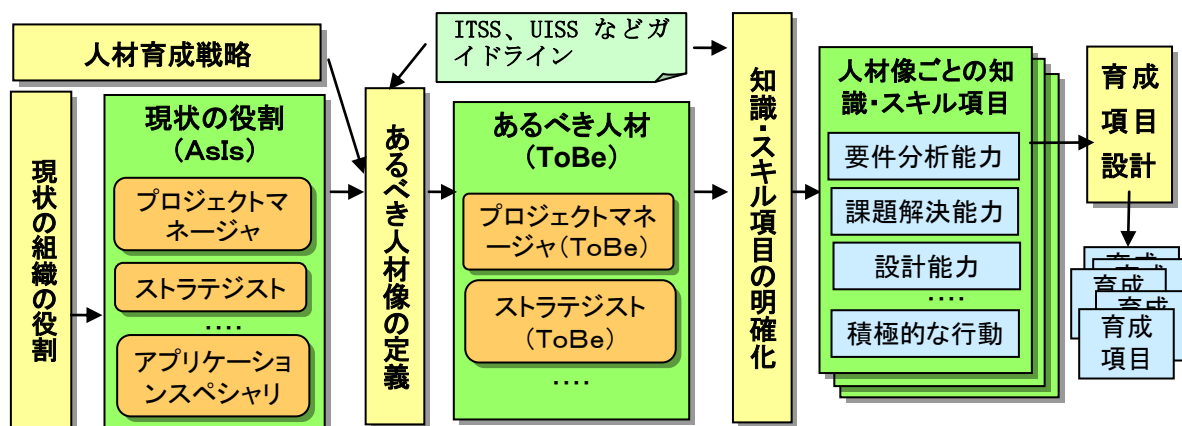 人材育成戦略
ITSS、UISS などガ
イドライン
現状の組織の役割
現状の役割
(AsIs)
プロジェクトマ
ネージャ
ストラテジスト
‥‥
アプリケーショ
ンスペシャリ
あるべき人材像の定義
あるべき人材
(ToBe)
プロジェクトマネ
ージャ(ToBe)
ストラテジスト
(ToBe)
‥‥
知識・スキル項目の明確化
人材像ごとの知
識・スキル項目
要件分析能力
課題解決能力
設計能力
‥‥
積極的な行動
育成
項目
設計
育成
育成
育成
育成
育成
項目